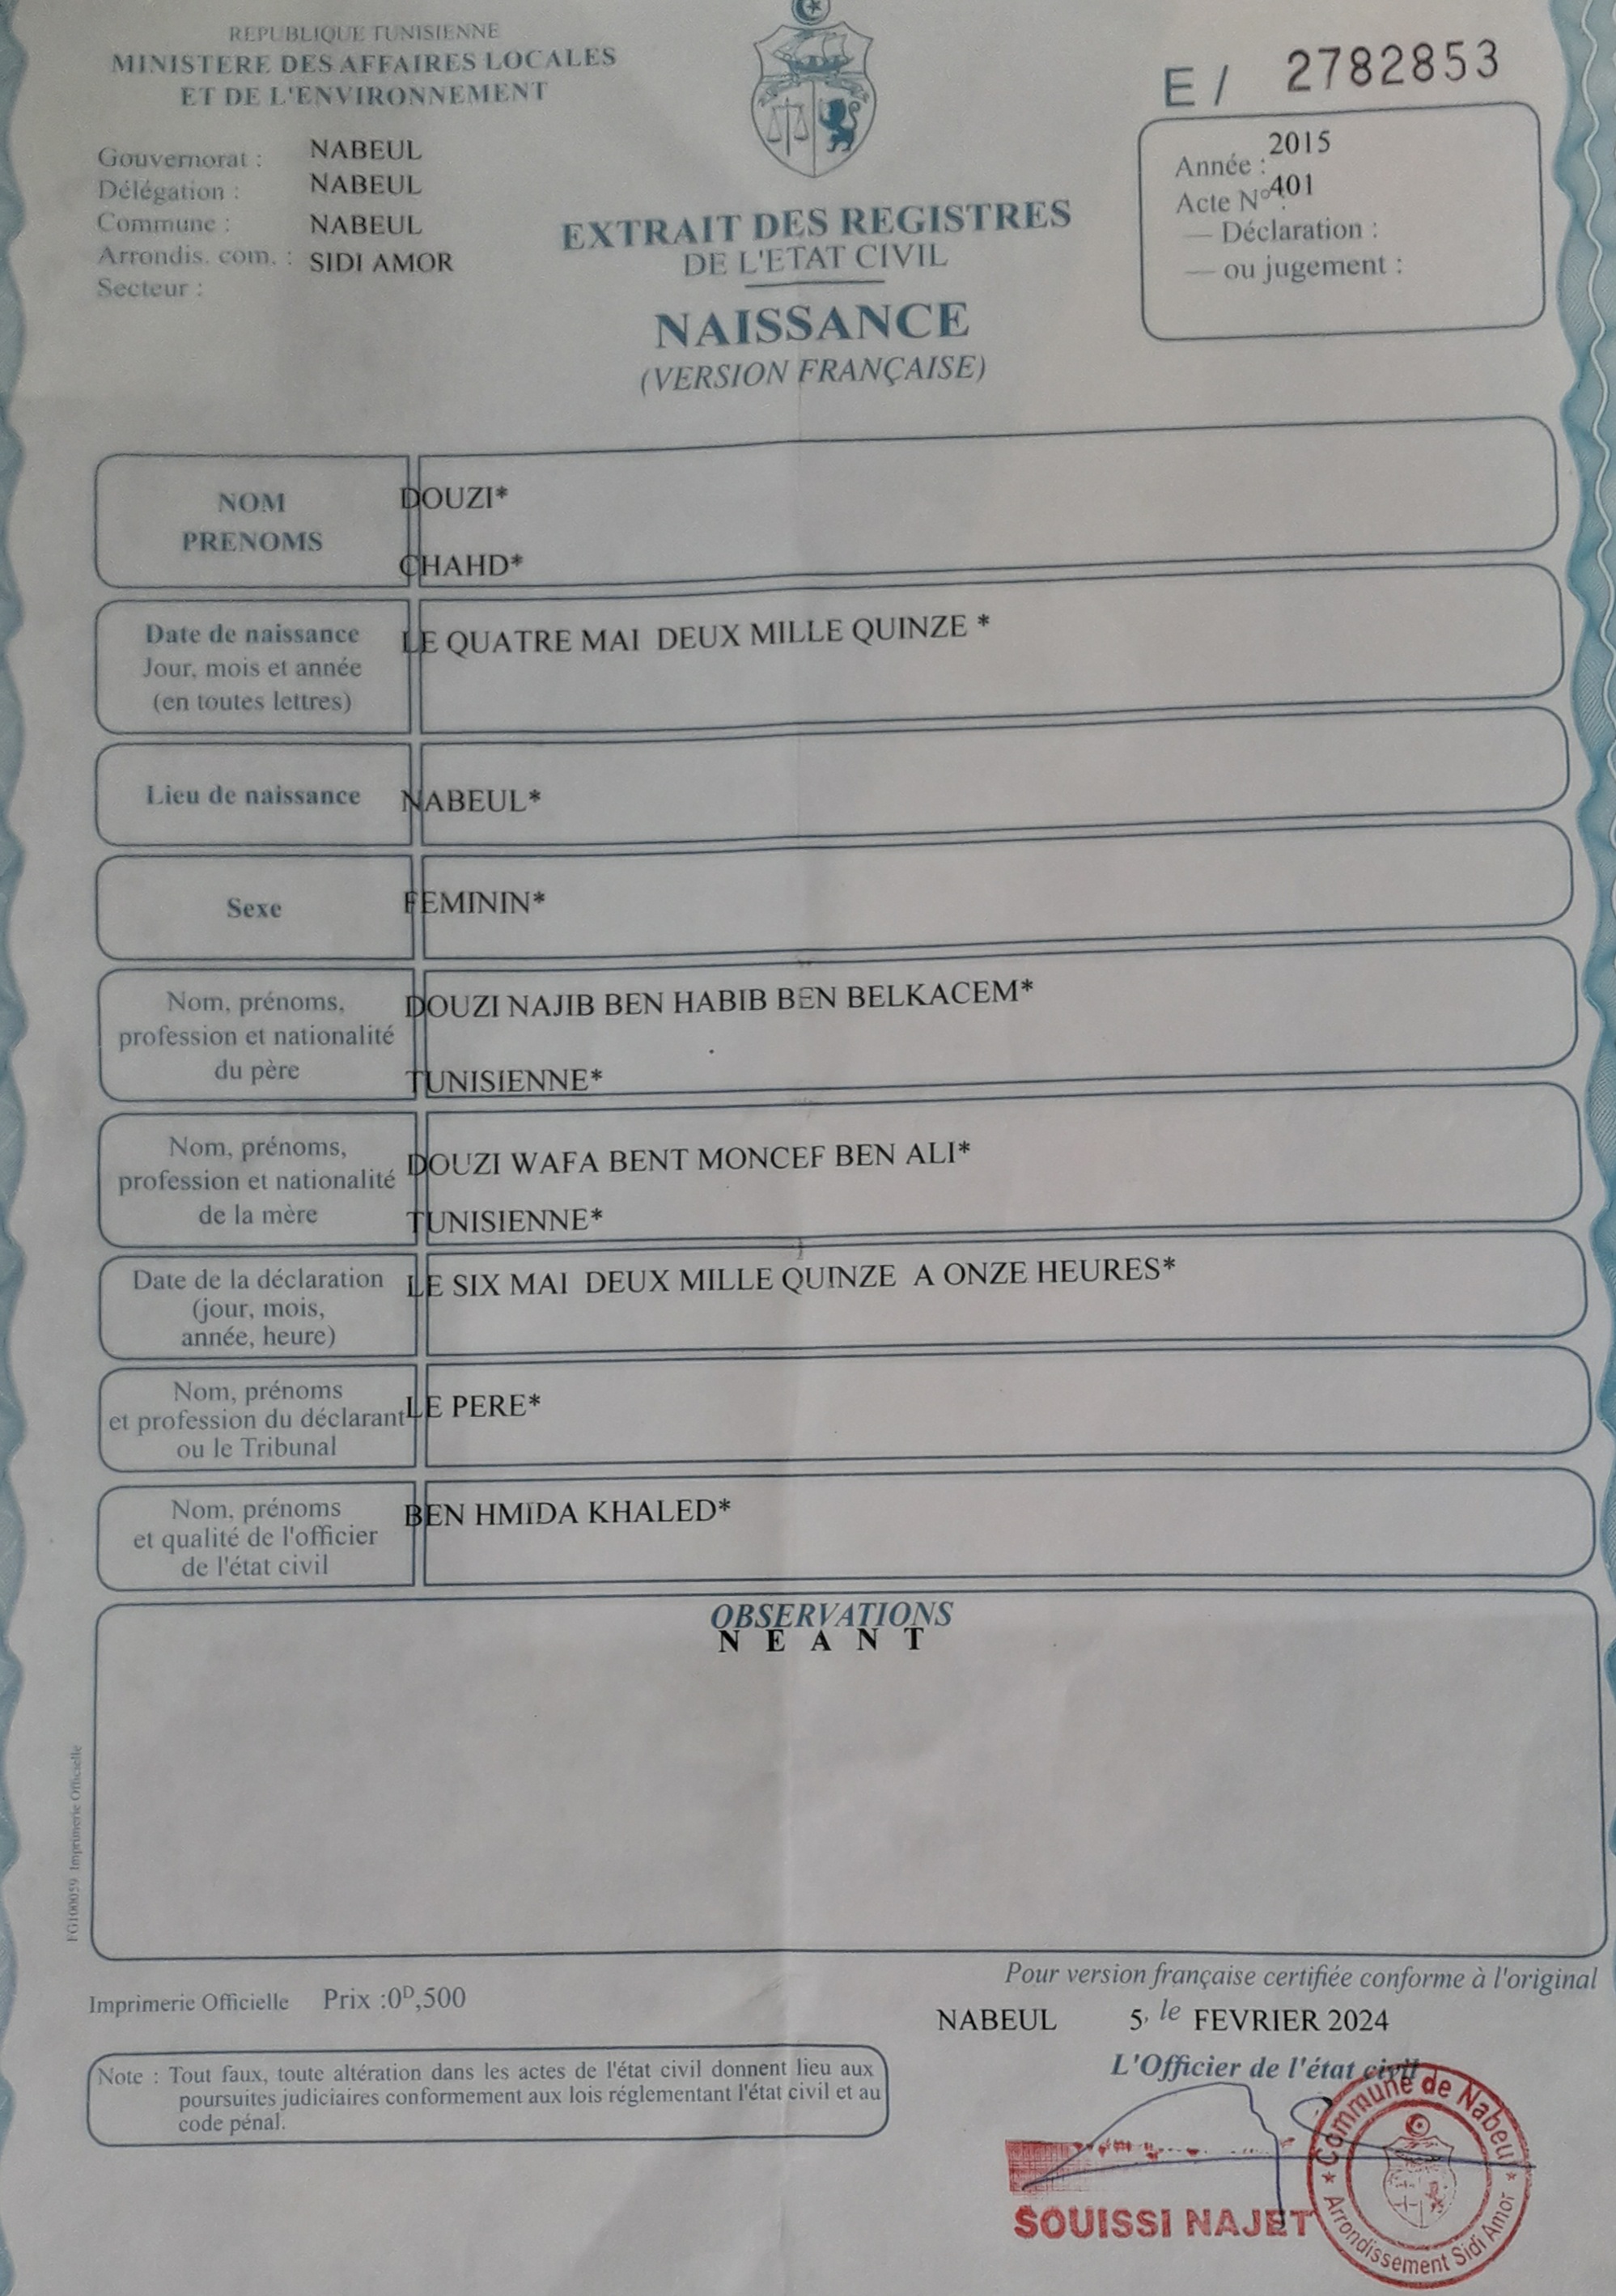 REPUBLIQUE TUNISIENNE
MINISTERE DES AFFAIRES LOCALES
ET DE L'ENVIRONNEMENT
Gouvernorat : NABEUL
Délégation : NABEUL
Commune : NABEUL
Arrondis. com. : SIDI AMOR
Secteur :
EXTRAIT DES REGISTRES
DE L'ETAT CIVIL
NAISSANCE
(VERSION FRANÇAISE)
E / 2782853
Année : 2015
Acte N° : 401
— Déclaration :
— ou jugement :
NOM DOUZI*
PRENOMS CHAHD*
Date de naissance
Jour, mois et année
(en toutes lettres)
LE QUATRE MAI DEUX MILLE QUINZE *
Lieu de naissance NABEUL*
Sexe FEMININ*
Nom, prénoms,
profession et nationalité
du père
DOUZI NAJIB BEN HABIB BEN BELKACEM*
TUNISIENNE*
Nom, prénoms,
profession et nationalité
de la mère
DOUZI WAFA BENT MONCEF BEN ALI*
TUNISIENNE*
Date de la déclaration
(jour, mois,
année, heure)
LE SIX MAI DEUX MILLE QUINZE A ONZE HEURES*
Nom, prénoms
et profession du déclarant
ou le Tribunal
LE PERE*
Nom, prénoms
et qualité de l'officier
de l'état civil
BEN HMIDA KHALED*
OBSERVATIONS
N E A N T
FG100059 Imprimerie Officielle
Imprimerie Officielle Prix :0ᴰ,500
Note : Tout faux, toute altération dans les actes de l'état civil donnent lieu aux
poursuites judiciaires conformement aux lois réglementant l'état civil et au
code pénal.
Pour version française certifiée conforme à l'original
NABEUL 5, le FEVRIER 2024
L'Officier de l'état civil
SOUISSI NAJET
Commune de Nabeul
* Arrondissement Sidi Amor *